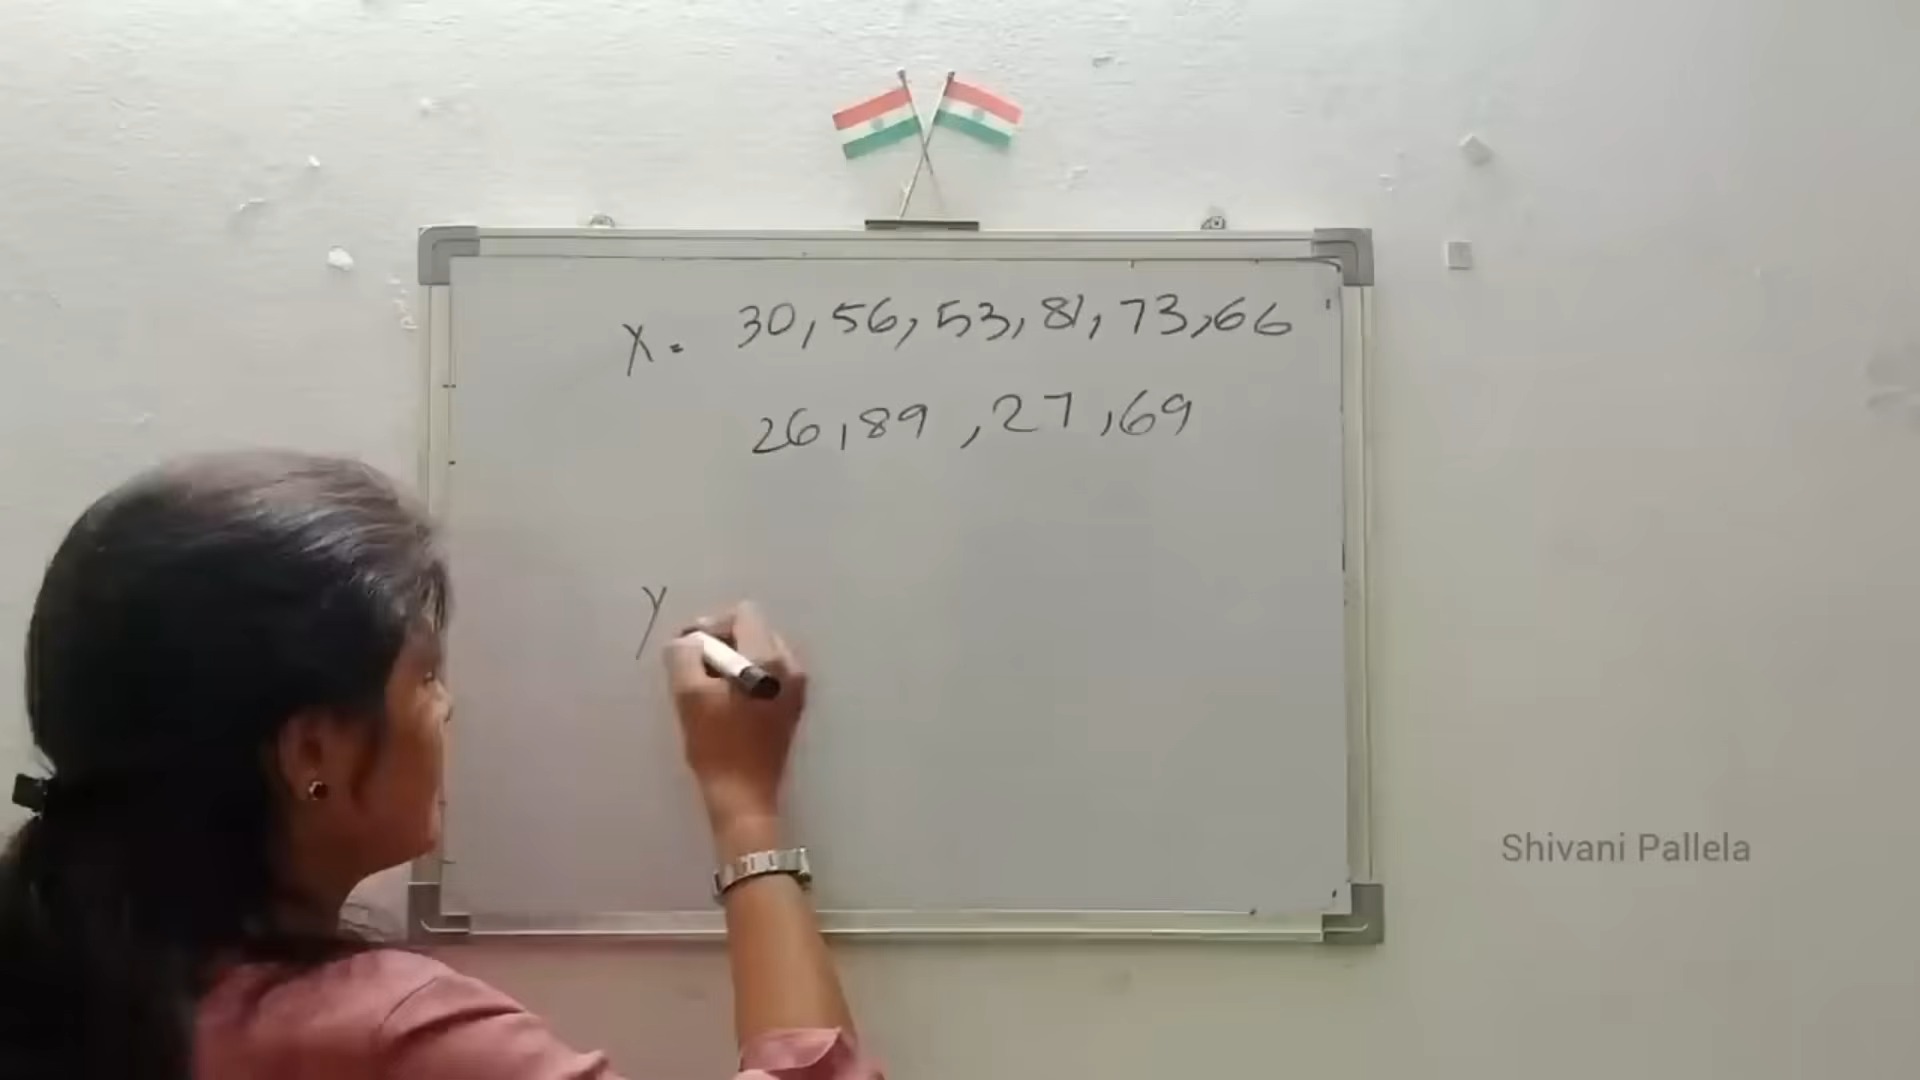 X = 30, 56, 53, 81, 73, 66
26, 89, 27, 69
y
Shivani Pallela